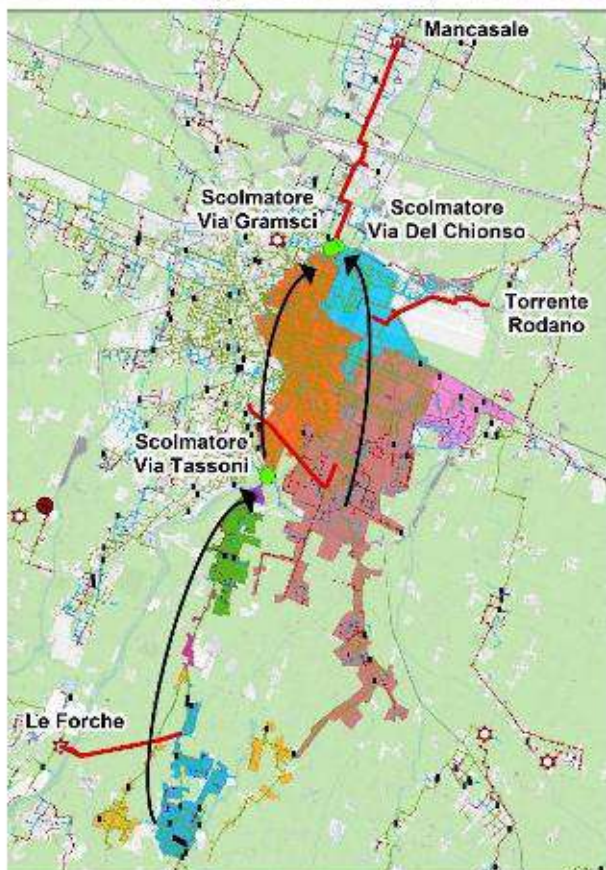 Mancasale
Scolmatore
Via Gramsci
Scolmatore
Via Del Chionso
Torrente
Rodano
Scolmatore
Via Tassoni
Le Forche